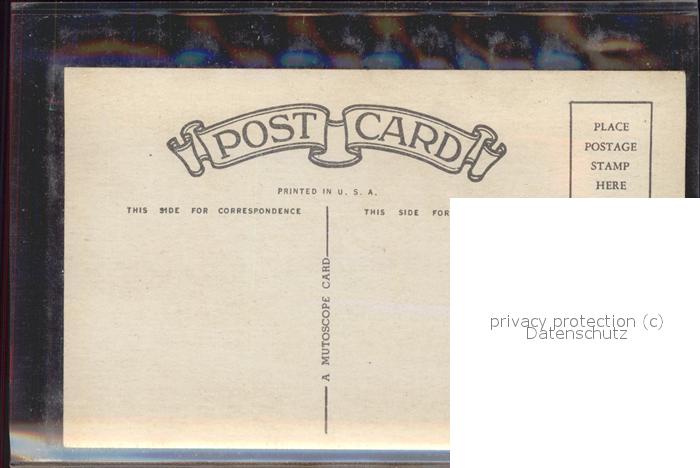 POST CARD
PLACE
POSTAGE
STAMP
HERE
PRINTED IN U. S. A.
THIS SIDE FOR CORRESPONDENCE
THIS SIDE FOR
A MUTOSCOPE CARD
privacy protection (c)
Datenschutz